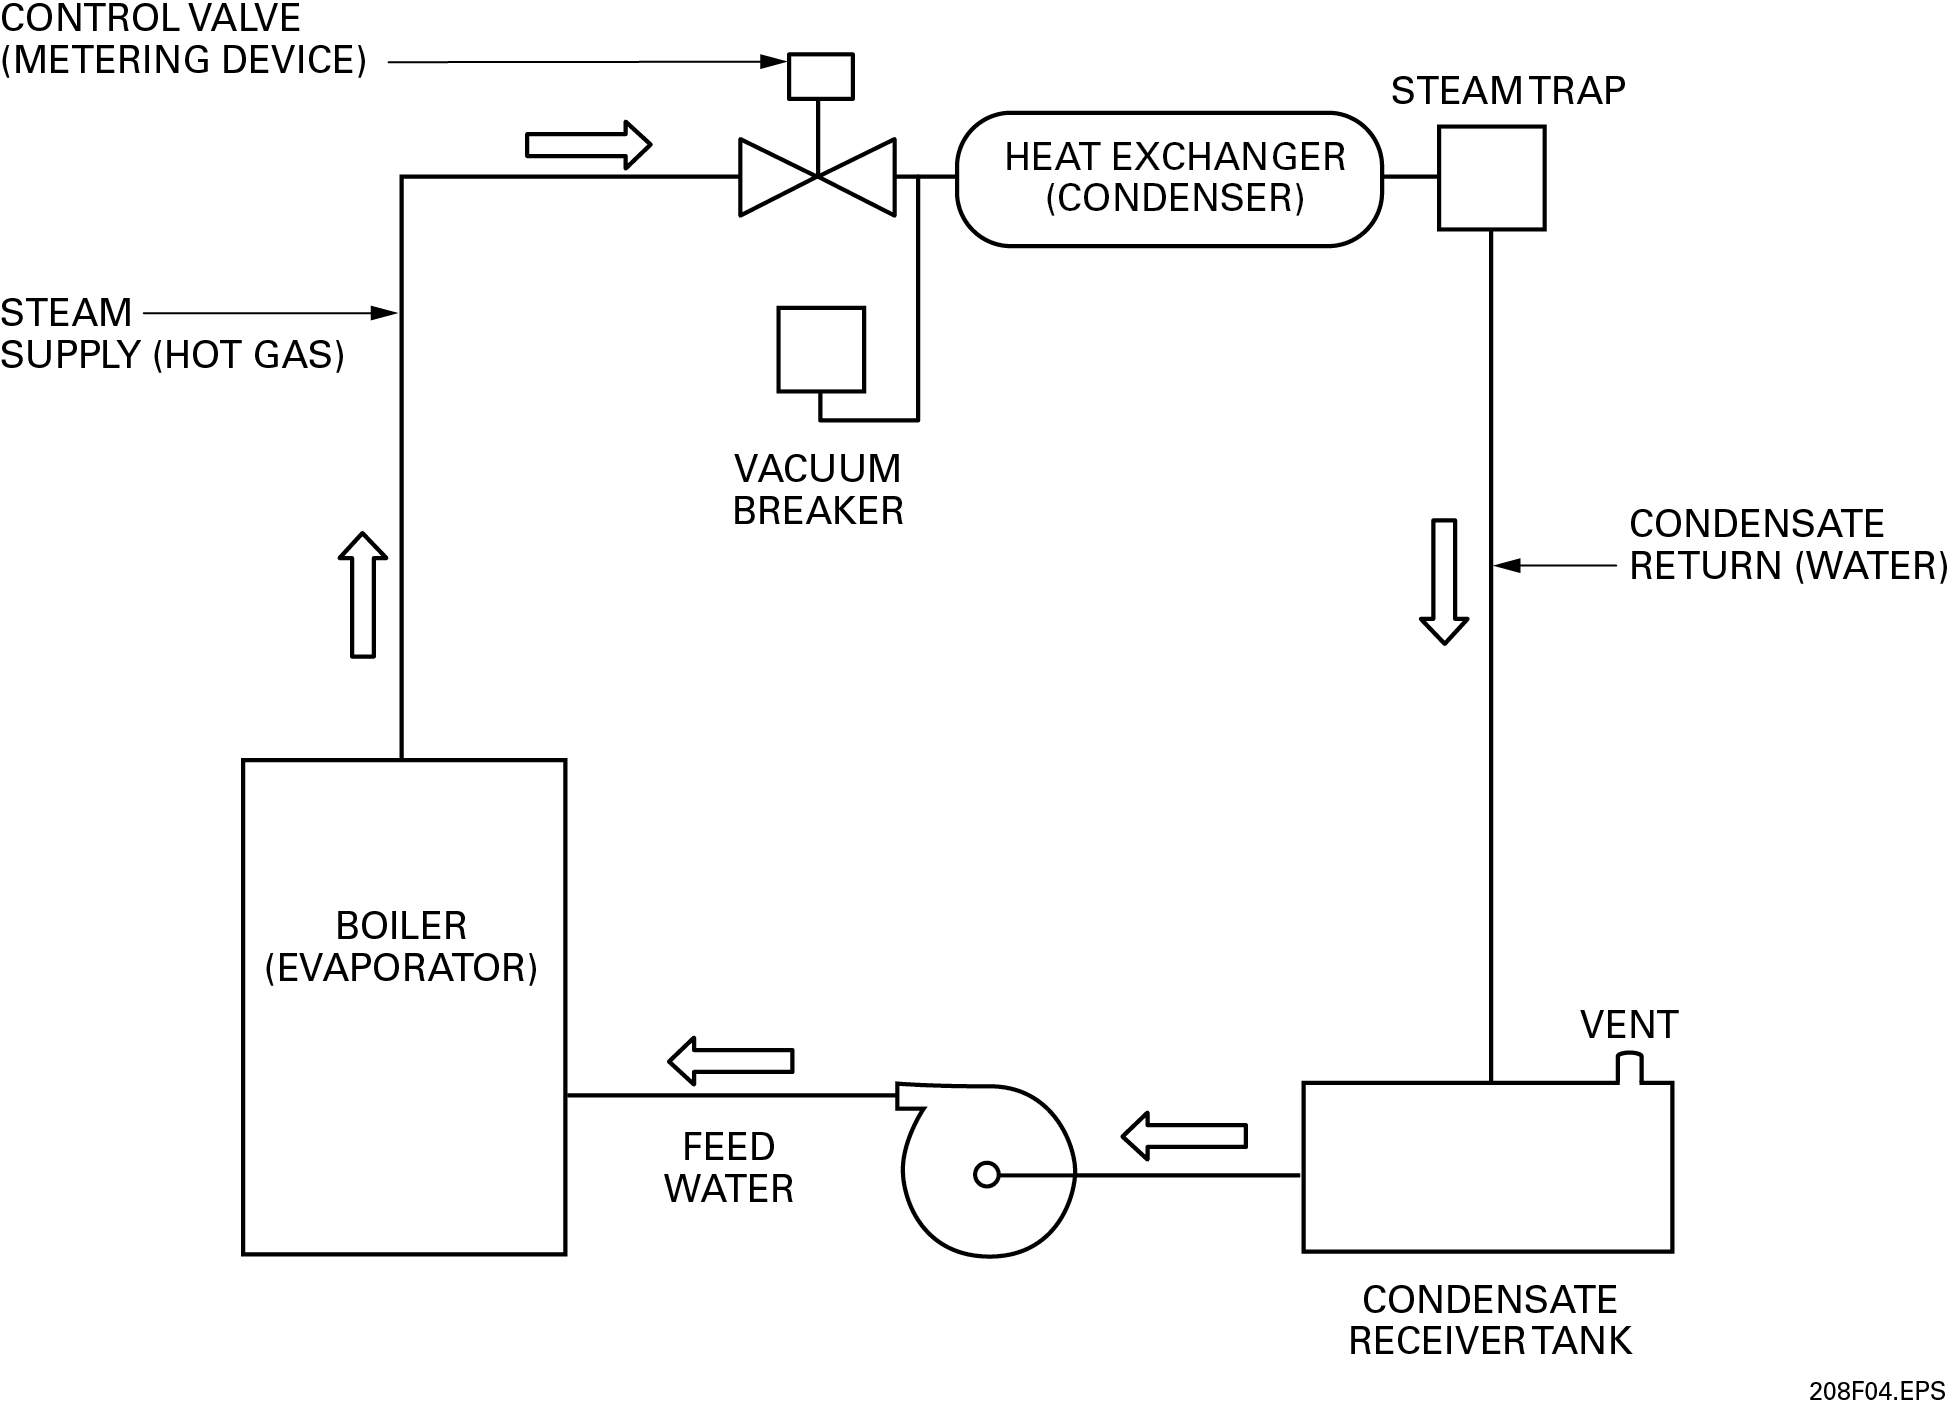 CONTROL VALVE
(METERING DEVICE)
STEAM TRAP
HEAT EXCHANGER
(CONDENSER)
STEAM
SUPPLY (HOT GAS)
VACUUM
BREAKER
CONDENSATE
RETURN (WATER)
BOILER
(EVAPORATOR)
VENT
FEED
WATER
CONDENSATE
RECEIVER TANK
208F04.EPS